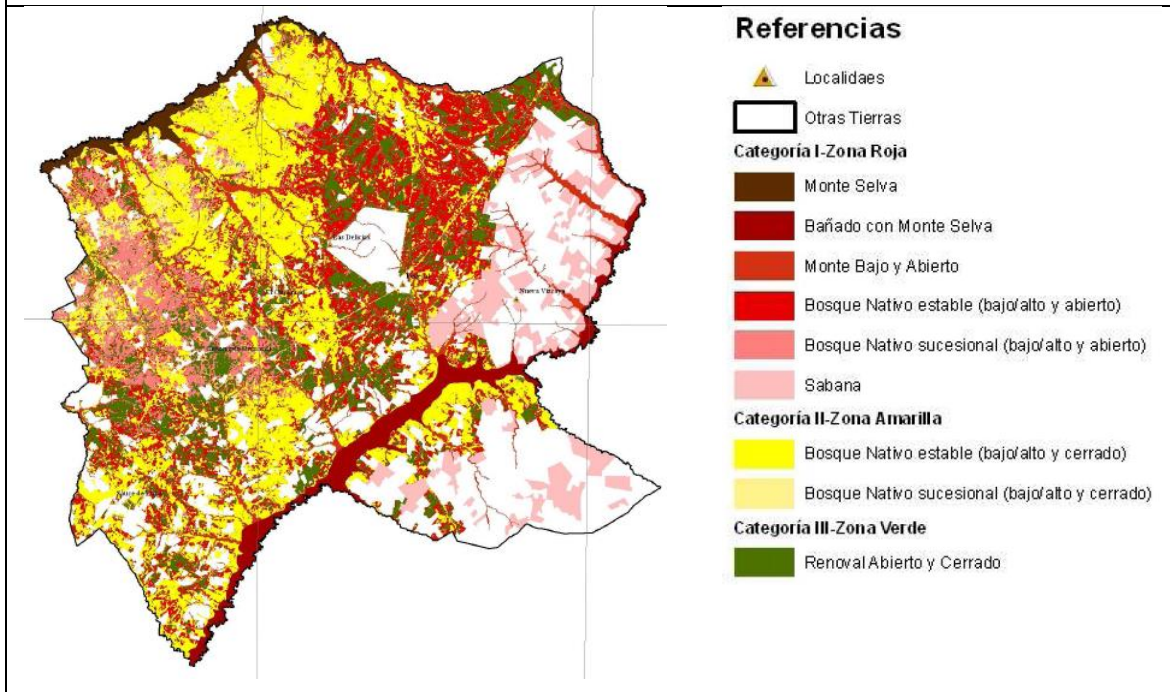 Referencias
Localidaes
Otras Tierras
Categoría I-Zona Roja
Monte Selva
Bañado con Monte Selva
Monte Bajo y Abierto
Bosque Nativo estable (bajo/alto y abierto)
Bosque Nativo sucesional (bajo/alto y abierto)
Sabana
Categoría II-Zona Amarilla
Bosque Nativo estable (bajo/alto y cerrado)
Bosque Nativo sucesional (bajo/alto y cerrado)
Categoría III-Zona Verde
Renoval Abierto y Cerrado
Las Delicias
Nueva Vizcaya